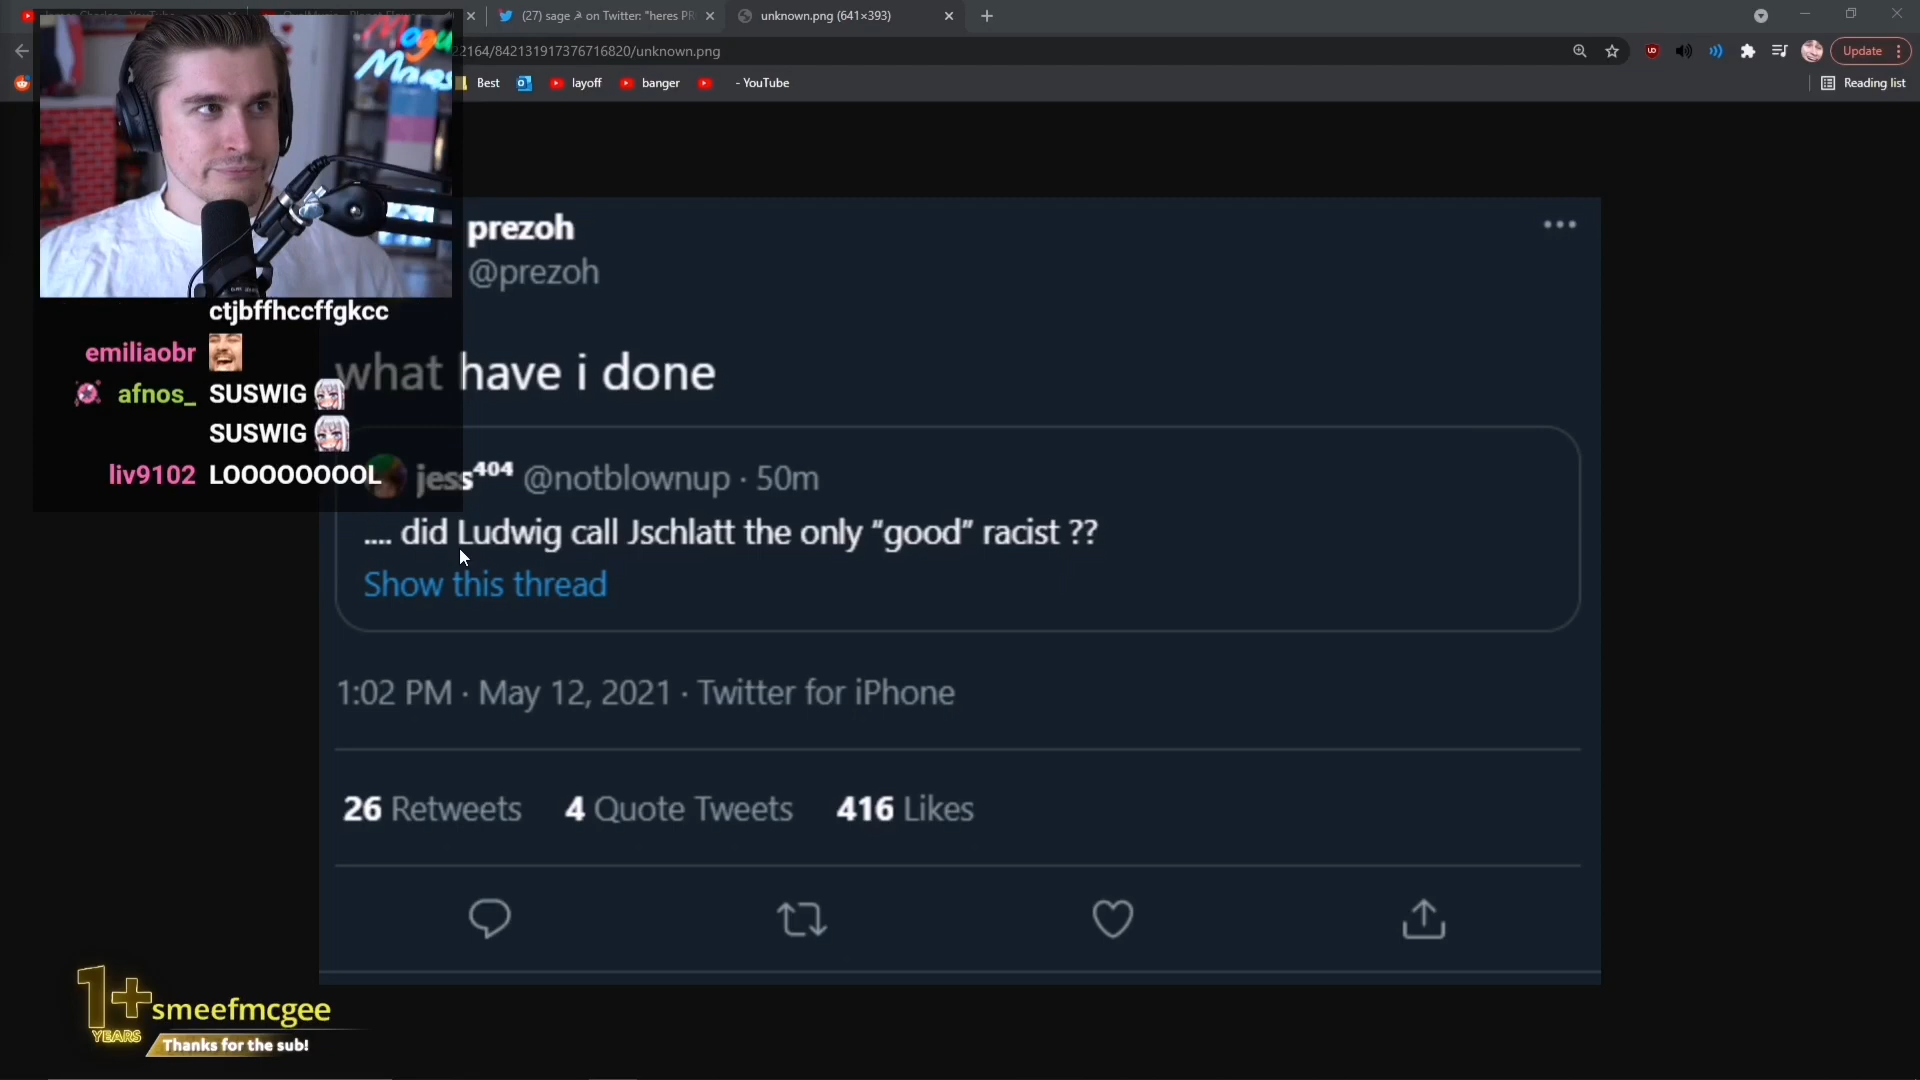 (27) sage on Twitter: "heres PR
unknown.png (641×393)
22164/842131917376716820/unknown.png
Update
Best
layoff
banger
- YouTube
Reading list
Mogul
Moves
ctjbffhccffgkcc
emiliaobr
afnos_ SUSWIG
SUSWIG
liv9102 LOOOOOOOOL
prezoh
@prezoh
what have i done
jess⁴⁰⁴ @notblownup · 50m
.... did Ludwig call Jschlatt the only “good” racist ??
Show this thread
1:02 PM · May 12, 2021 · Twitter for iPhone
26 Retweets 4 Quote Tweets 416 Likes
1+
YEARS
smeefmcgee
Thanks for the sub!